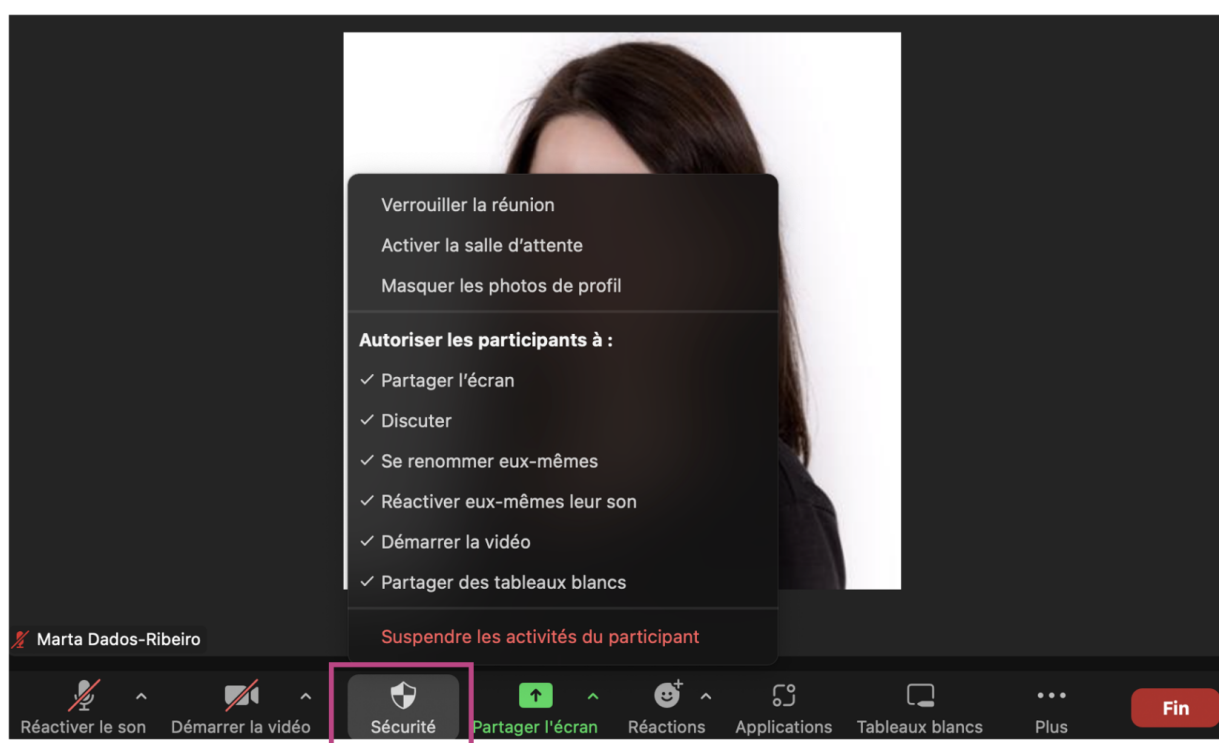 Verrouiller la réunion
Activer la salle d’attente
Masquer les photos de profil
Autoriser les participants à :
Partager l’écran
Discuter
Se renommer eux-mêmes
Réactiver eux-mêmes leur son
Démarrer la vidéo
Partager des tableaux blancs
Suspendre les activités du participant
Marta Dados-Ribeiro
Réactiver le son Démarrer la vidéo Sécurité Partager l'écran Réactions Applications Tableaux blancs Plus Fin